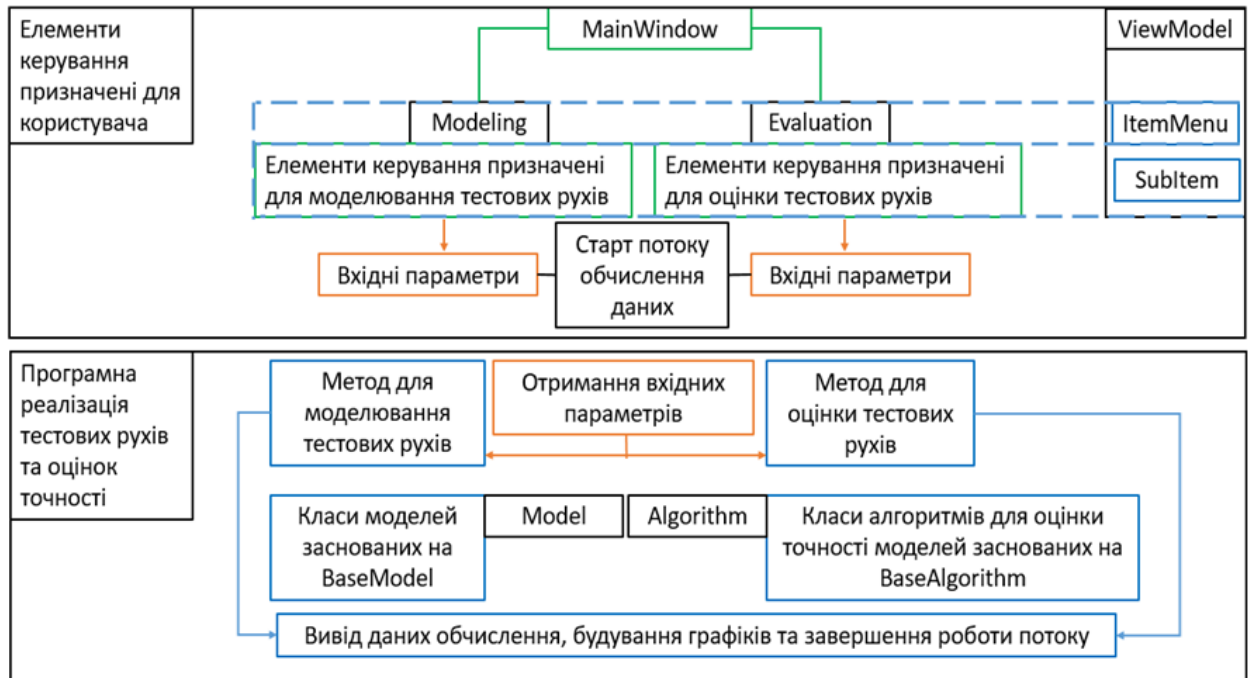 Елементи
керування
призначені для
користувача
MainWindow
ViewModel
Modeling
Evaluation
ItemMenu
SubItem
Елементи керування призначені
для моделювання тестових рухів
Елементи керування призначені
для оцінки тестових рухів
Вхідні параметри
Старт потоку
обчислення
даних
Вхідні параметри
Програмна
реалізація
тестових рухів
та оцінок
точності
Метод для
моделювання
тестових рухів
Отримання вхідних
параметрів
Метод для
оцінки тестових
рухів
Класи моделей
заснованих на
BaseModel
Model
Algorithm
Класи алгоритмів для оцінки
точності моделей заснованих на
BaseAlgorithm
Вивід даних обчислення, будування графіків та завершення роботи потоку